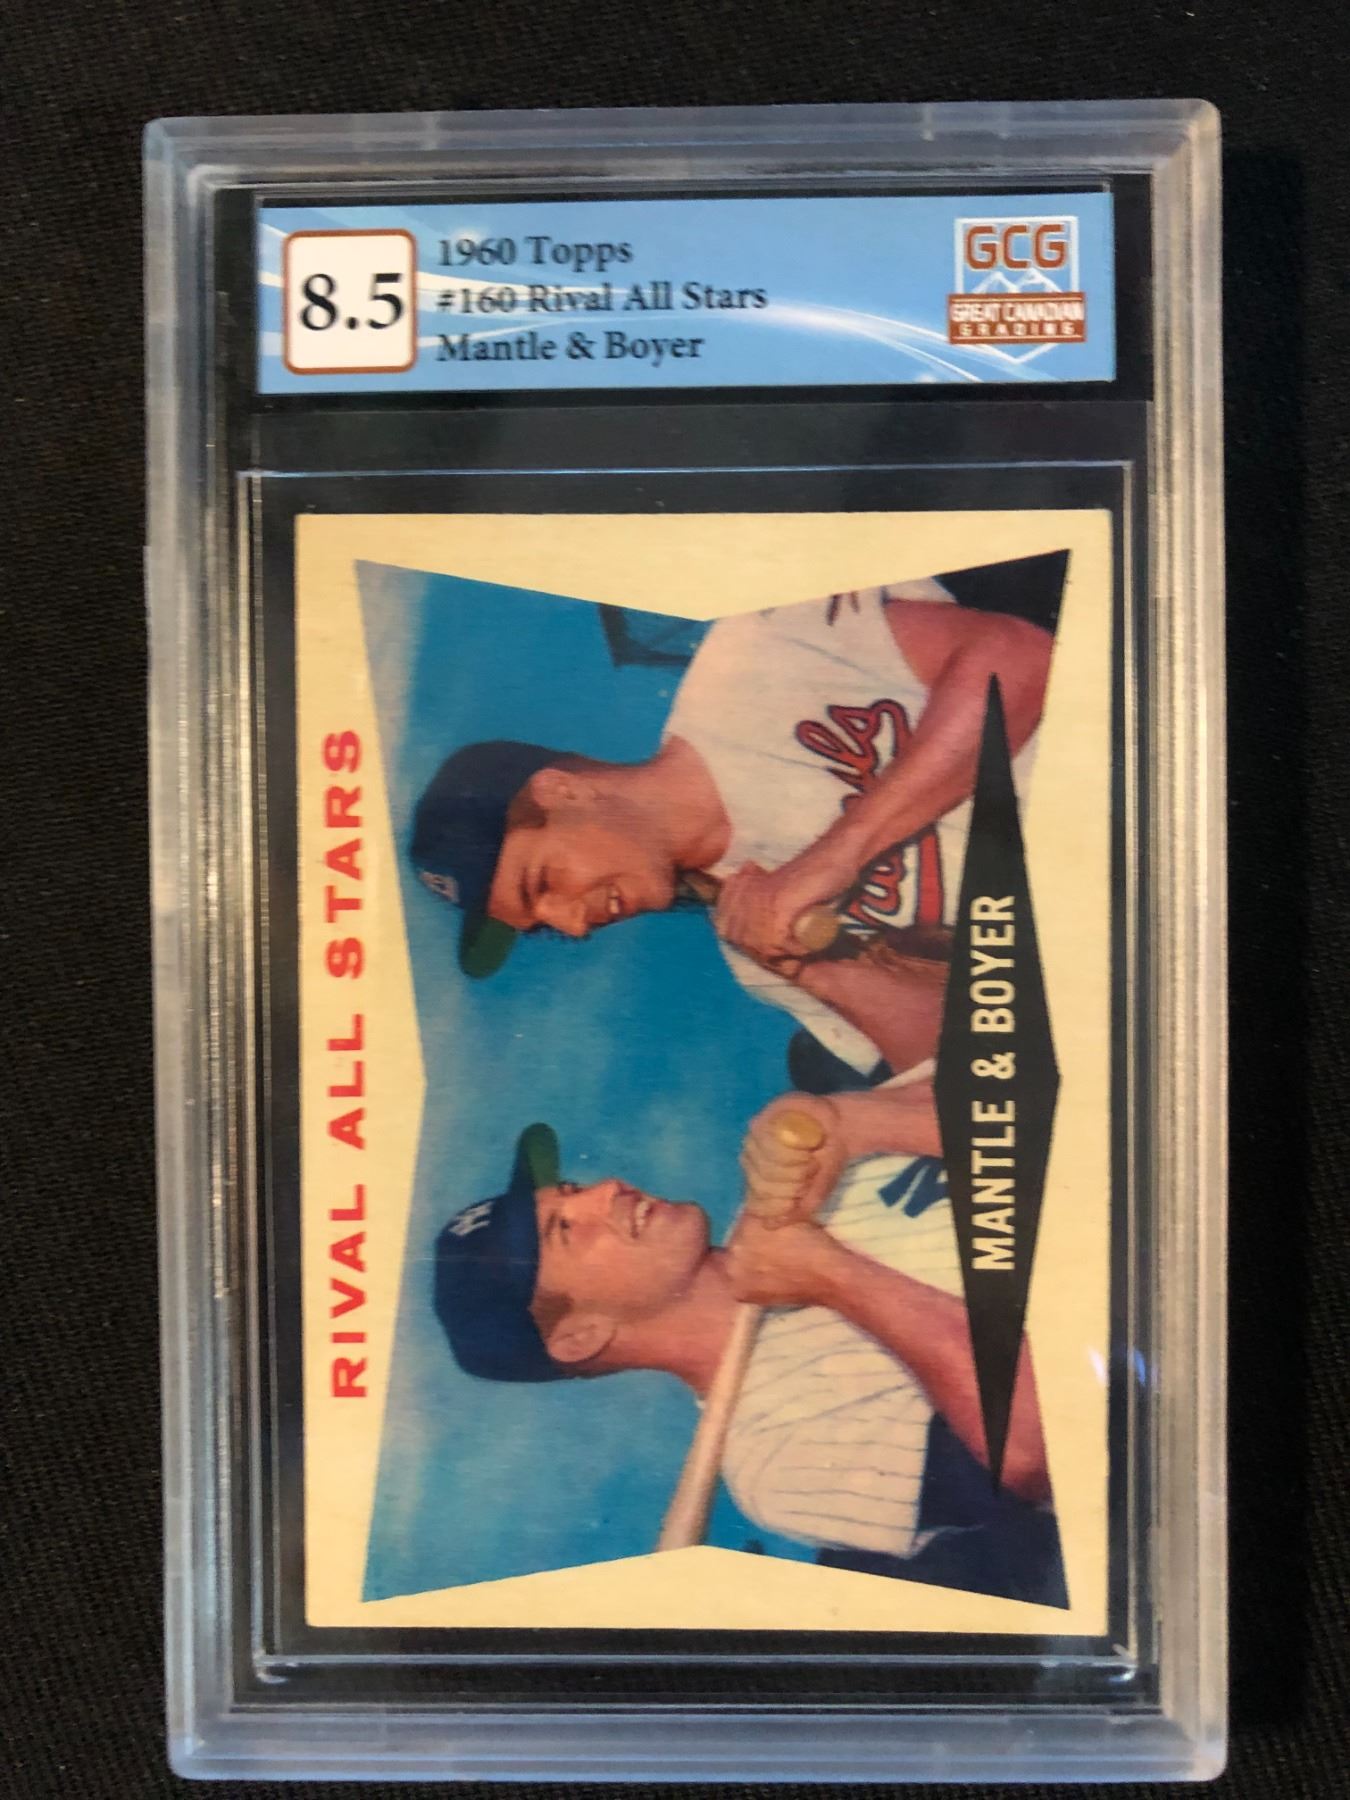 8.5
1960 Topps
#160 Rival All Stars
Mantle & Boyer
GCG
GREAT CANADIAN
GRADING
RIVAL ALL STARS
MANTLE & BOYER
NY